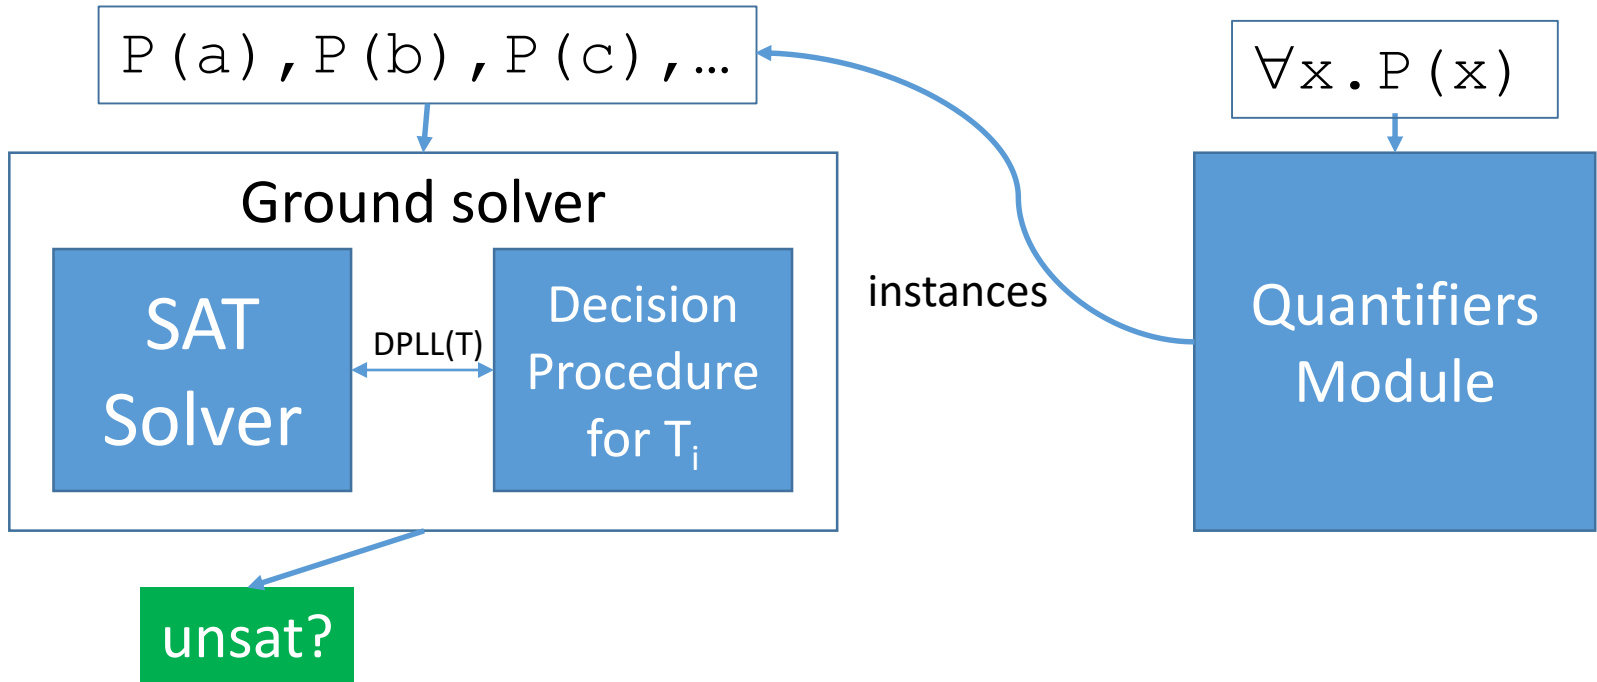 P(a),P(b),P(c),…
∀x.P(x)
Ground solver
SAT
Solver
DPLL(T)
Decision
Procedure
for Tᵢ
instances
Quantifiers
Module
unsat?